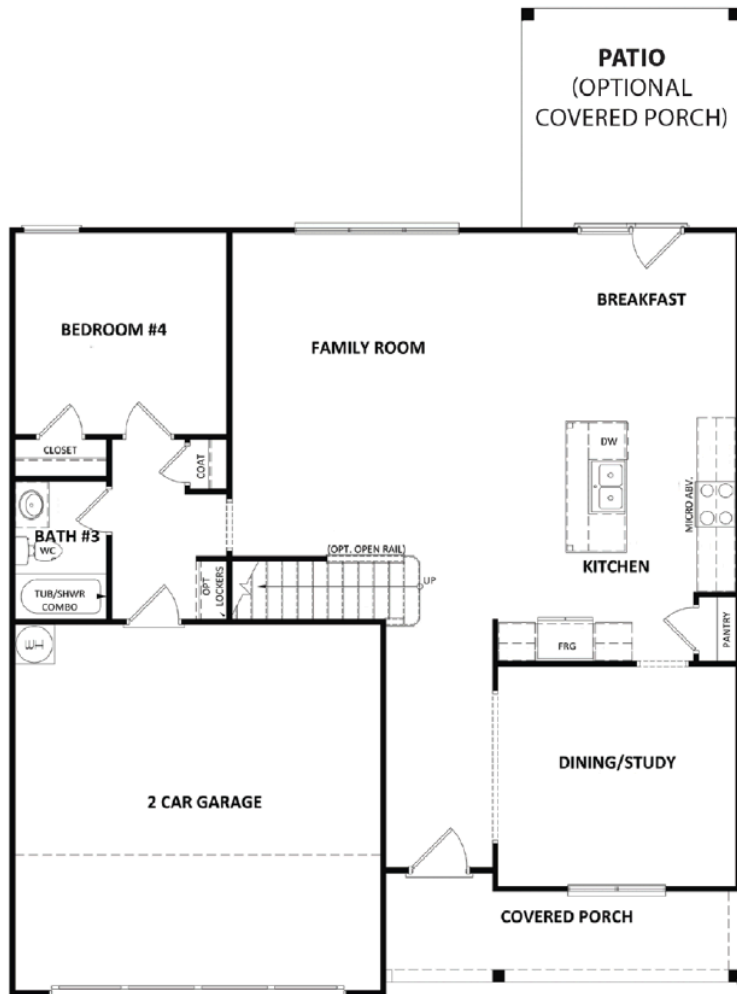 PATIO
(OPTIONAL
COVERED PORCH)
BREAKFAST
BEDROOM #4
FAMILY ROOM
CLOSET
COAT
DW
MICRO ABV.
BATH #3
WC
TUB/SHWR
COMBO
OPT
LOCKERS
(OPT. OPEN RAIL)
UP
KITCHEN
FRG
PANTRY
WH
DINING/STUDY
2 CAR GARAGE
COVERED PORCH